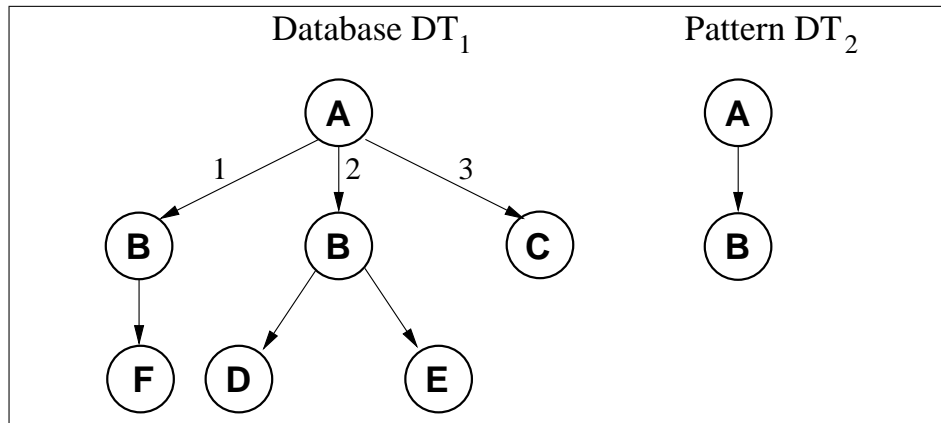 Database DT₁ Pattern DT₂
A A
1 2 3
B B C B
F D E